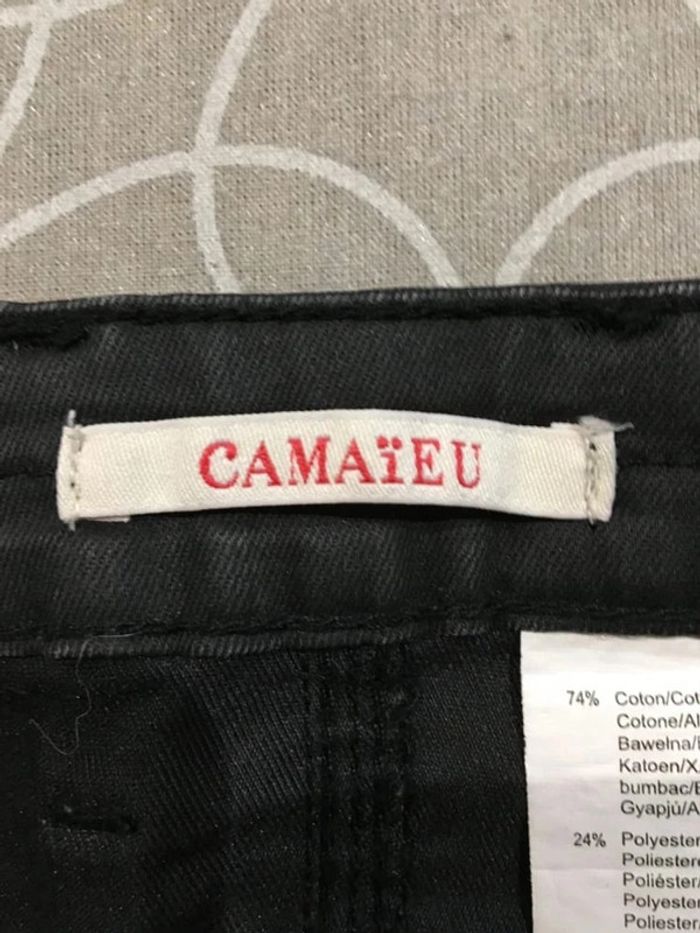 CAMAïEU
74% Coton/Cot
Cotone/Al
Bawełna/
Katoen/X
bumbac/
Gyapjú/A
24% Polyester
Poliestere
Poliéster/
Polyester
Poliester/